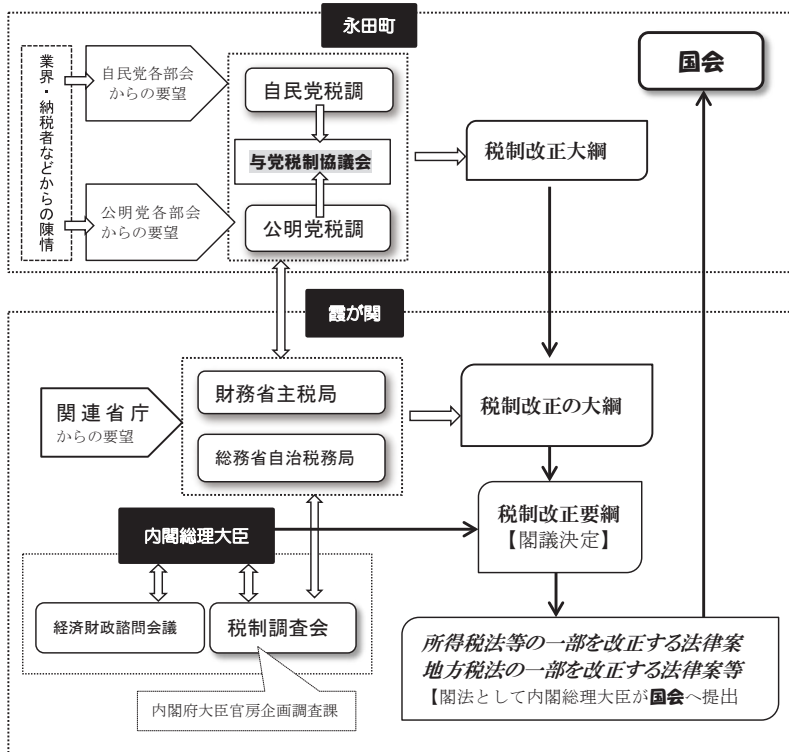 永田町
国会
業界・納税者などからの陳情
自民党各部会
からの要望
自民党税調
与党税制協議会
公明党税調
公明党各部会
からの要望
税制改正大綱
霞が関
関連省庁
からの要望
財務省主税局
総務省自治税務局
税制改正の大綱
内閣総理大臣
税制改正要綱
【閣議決定】
経済財政諮問会議
税制調査会
内閣府大臣官房企画調査課
所得税法等の一部を改正する法律案
地方税法の一部を改正する法律案等
【閣法として内閣総理大臣が国会へ提出